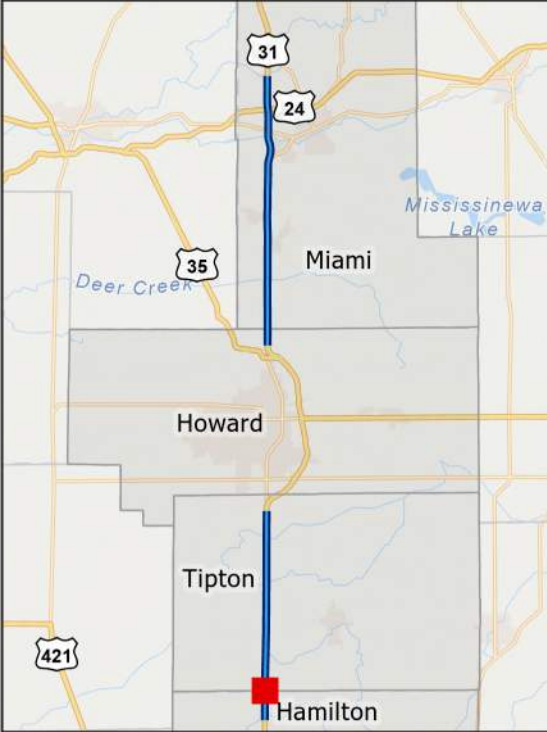 31
24
Mississinewa
Lake
Miami
35
Deer Creek
Howard
Tipton
421
Hamilton